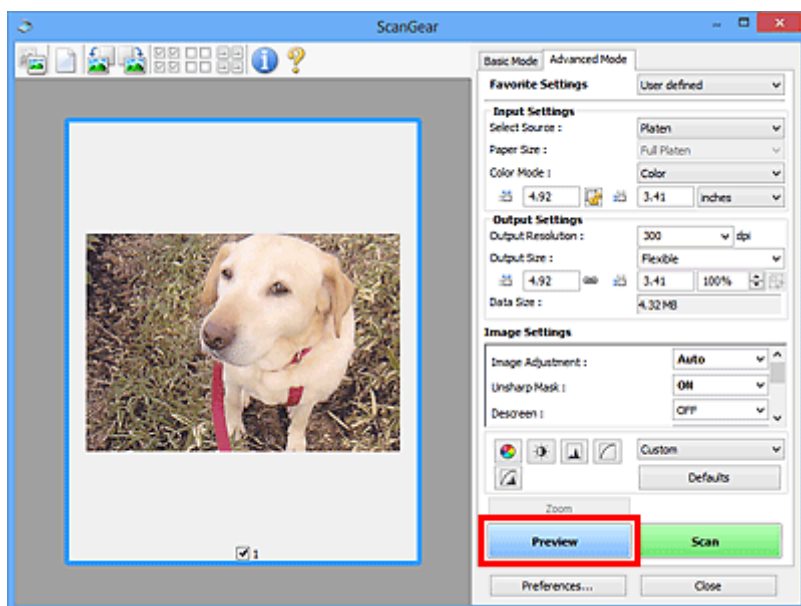 ScanGear
Basic Mode Advanced Mode
Favorite Settings User defined
Input Settings
Select Source : Platen
Paper Size : Full Platen
Color Mode : Color
4.92 3.41 inches
Output Settings
Output Resolution : 300 dpi
Output Size : Flexible
4.92 3.41 100%
Data Size : 4.32 MB
Image Settings
Image Adjustment : Auto
Unsharp Mask : ON
Descreen : OFF
Custom
Defaults
Zoom
Preview Scan
1
Preferences... Close